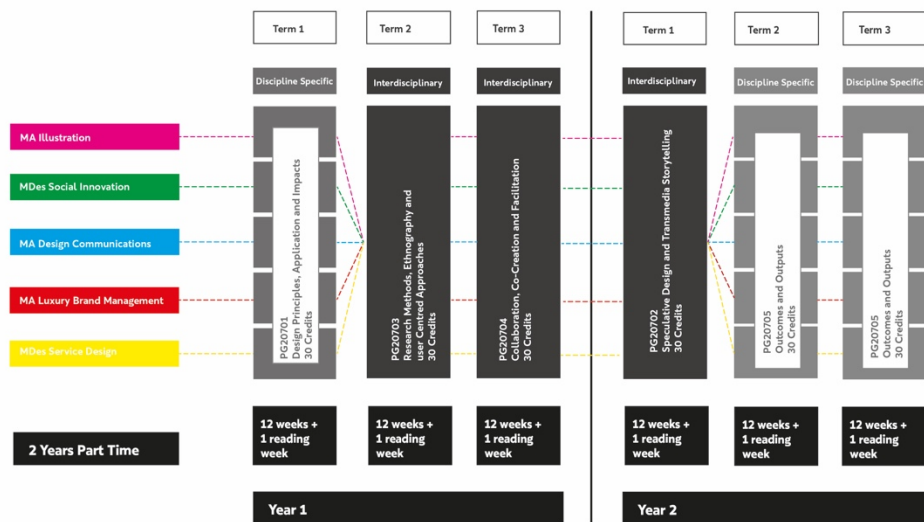 Term 1
Term 2
Term 3
Term 1
Term 2
Term 3
Discipline Specific
Interdisciplinary
Interdisciplinary
Interdisciplinary
Discipline Specific
Discipline Specific
MA Illustration
MDes Social Innovation
MA Design Communications
MA Luxury Brand Management
MDes Service Design
PG20701
Design Principles, Application and Impacts
30 Credits
PG20703
Research Methods, Ethnography and
user Centred Approaches
30 Credits
PG20704
Collaboration, Co-Creation and Facilitation
30 Credits
PG20702
Speculative Design and Transmedia Storytelling
30 Credits
PG20705
Outcomes and Outputs
30 Credits
PG20705
Outcomes and Outputs
30 Credits
2 Years Part Time
12 weeks +
1 reading
week
12 weeks +
1 reading
week
12 weeks +
1 reading
week
12 weeks +
1 reading
week
12 weeks +
1 reading
week
12 weeks +
1 reading
week
Year 1
Year 2